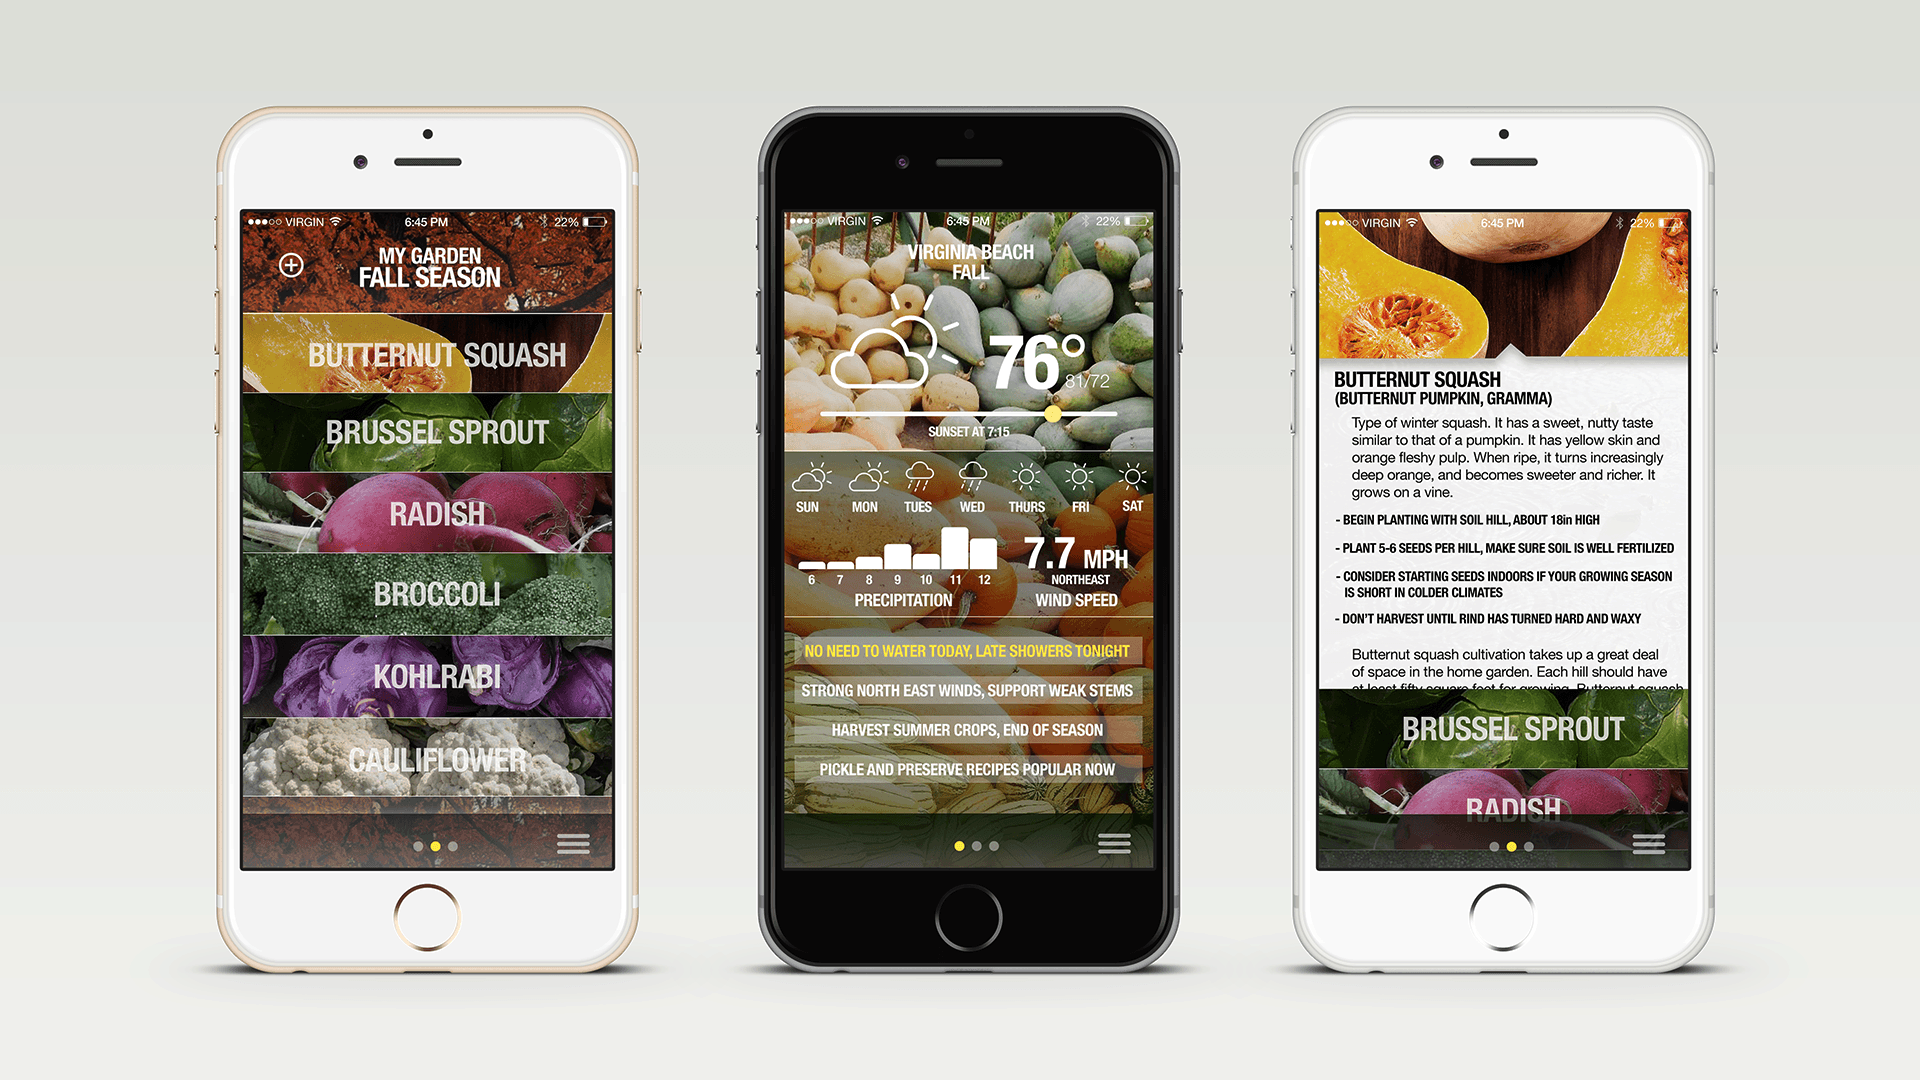 VIRGIN 6:45 PM 22%
MY GARDEN
FALL SEASON
BUTTERNUT SQUASH
BRUSSEL SPROUT
RADISH
BROCCOLI
KOHLRABI
CAULIFLOWER
VIRGIN 6:45 PM 22%
VIRGINIA BEACH
FALL
76°
81/72
SUNSET AT 7:15
SUN MON TUES WED THURS FRI SAT
7.7 MPH
6 7 8 9 10 11 12
NORTHEAST
PRECIPITATION
WIND SPEED
NO NEED TO WATER TODAY, LATE SHOWERS TONIGHT
STRONG NORTH EAST WINDS, SUPPORT WEAK STEMS
HARVEST SUMMER CROPS, END OF SEASON
PICKLE AND PRESERVE RECIPES POPULAR NOW
VIRGIN 6:45 PM 22%
BUTTERNUT SQUASH
(BUTTERNUT PUMPKIN, GRAMMA)
Type of winter squash. It has a sweet, nutty taste
similar to that of a pumpkin. It has yellow skin and
orange fleshy pulp. When ripe, it turns increasingly
deep orange, and becomes sweeter and richer. It
grows on a vine.
- BEGIN PLANTING WITH SOIL HILL, ABOUT 18in HIGH
- PLANT 5-6 SEEDS PER HILL, MAKE SURE SOIL IS WELL FERTILIZED
- CONSIDER STARTING SEEDS INDOORS IF YOUR GROWING SEASON
IS SHORT IN COLDER CLIMATES
- DON'T HARVEST UNTIL RIND HAS TURNED HARD AND WAXY
Butternut squash cultivation takes up a great deal
of space in the home garden. Each hill should have
at least fifty square feet for growing. Butternut squash
BRUSSEL SPROUT
RADISH